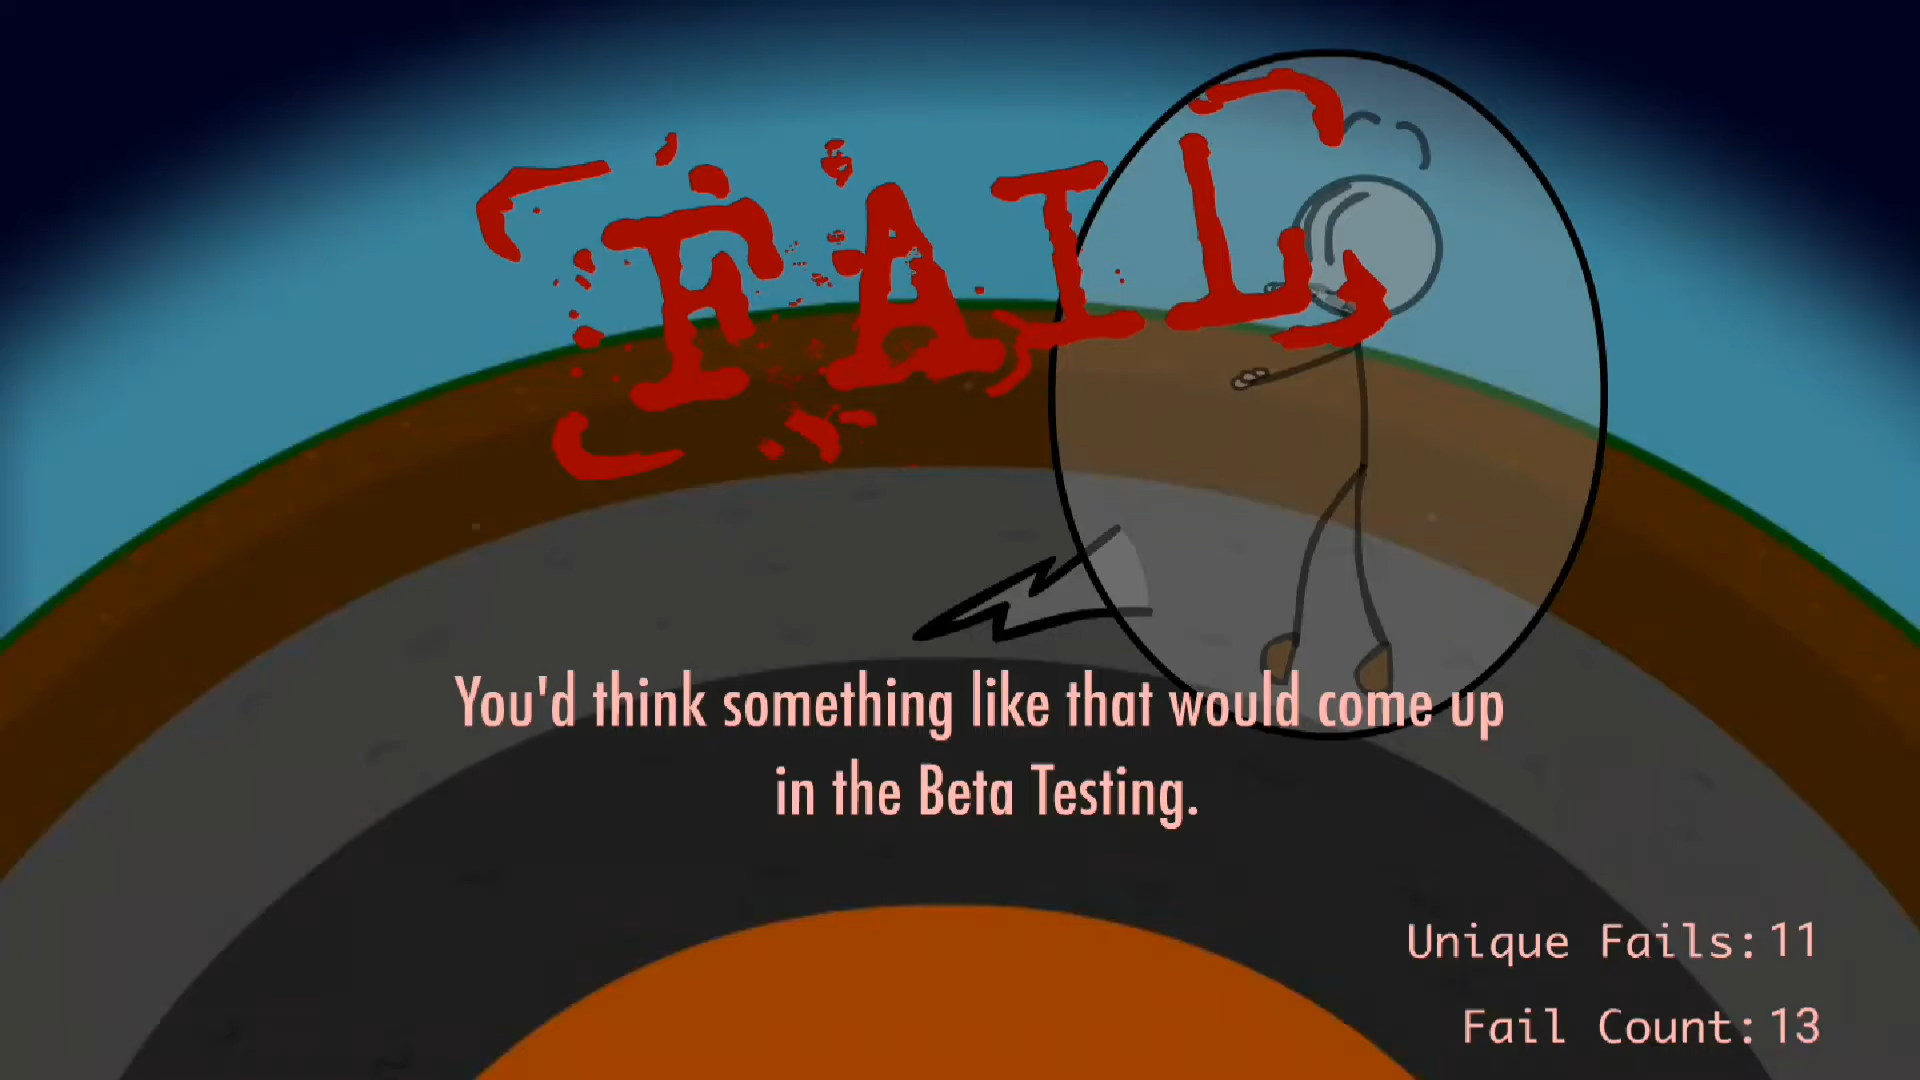 FAIL
You'd think something like that would come up
in the Beta Testing.
Unique Fails: 11
Fail Count: 13